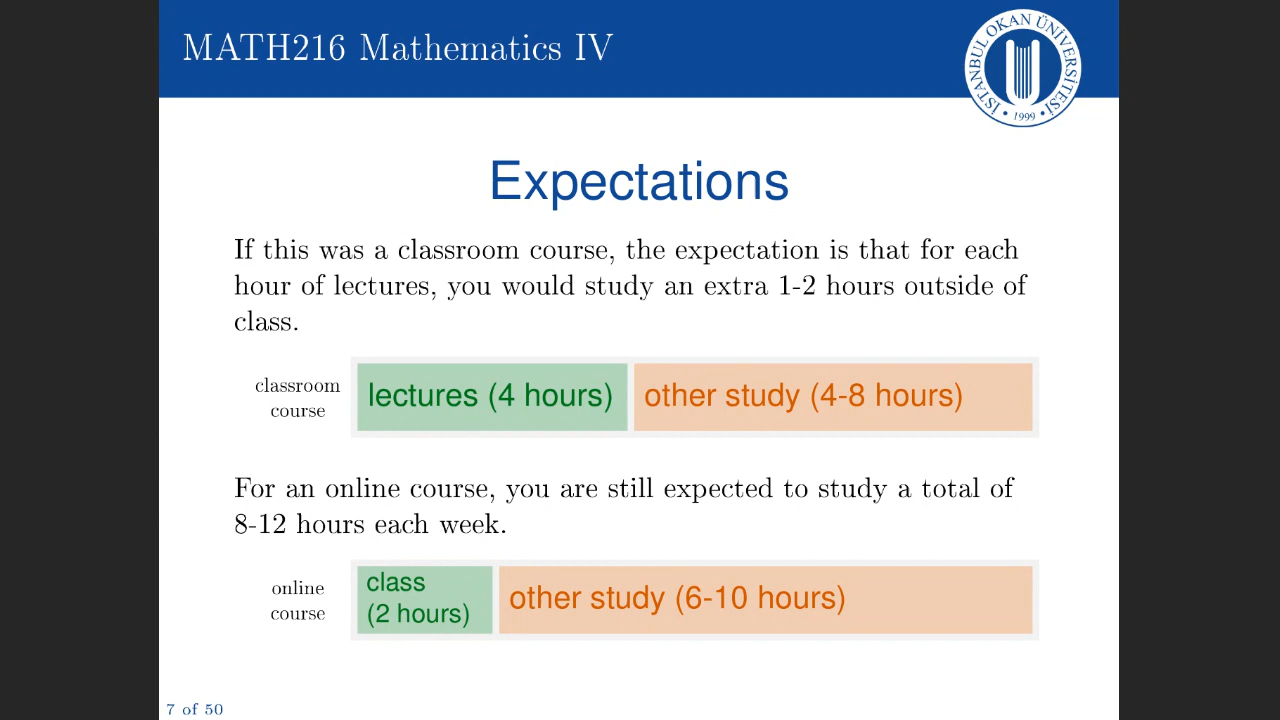 MATH216 Mathematics IV
İSTANBUL OKAN ÜNİVERSİTESİ
• 1999 •
Expectations
If this was a classroom course, the expectation is that for each
hour of lectures, you would study an extra 1-2 hours outside of
class.
classroom
course
lectures (4 hours)
other study (4-8 hours)
For an online course, you are still expected to study a total of
8-12 hours each week.
online
course
class
(2 hours)
other study (6-10 hours)
7 of 50